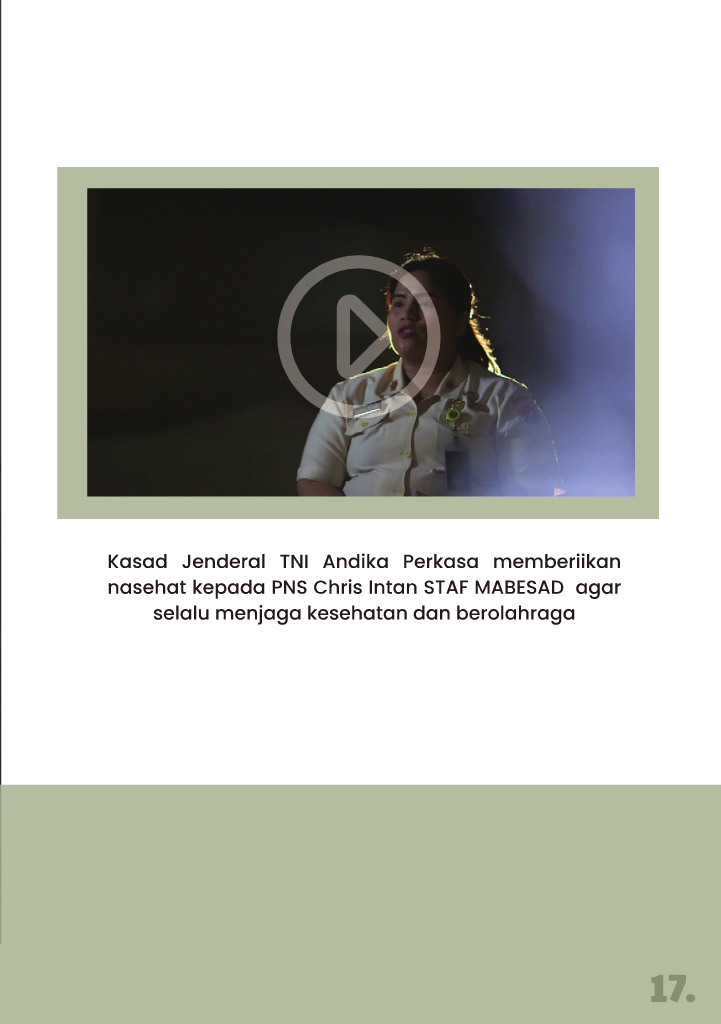 Kasad Jenderal TNI Andika Perkasa memberiikan
nasehat kepada PNS Chris Intan STAF MABESAD agar
selalu menjaga kesehatan dan berolahraga
17.